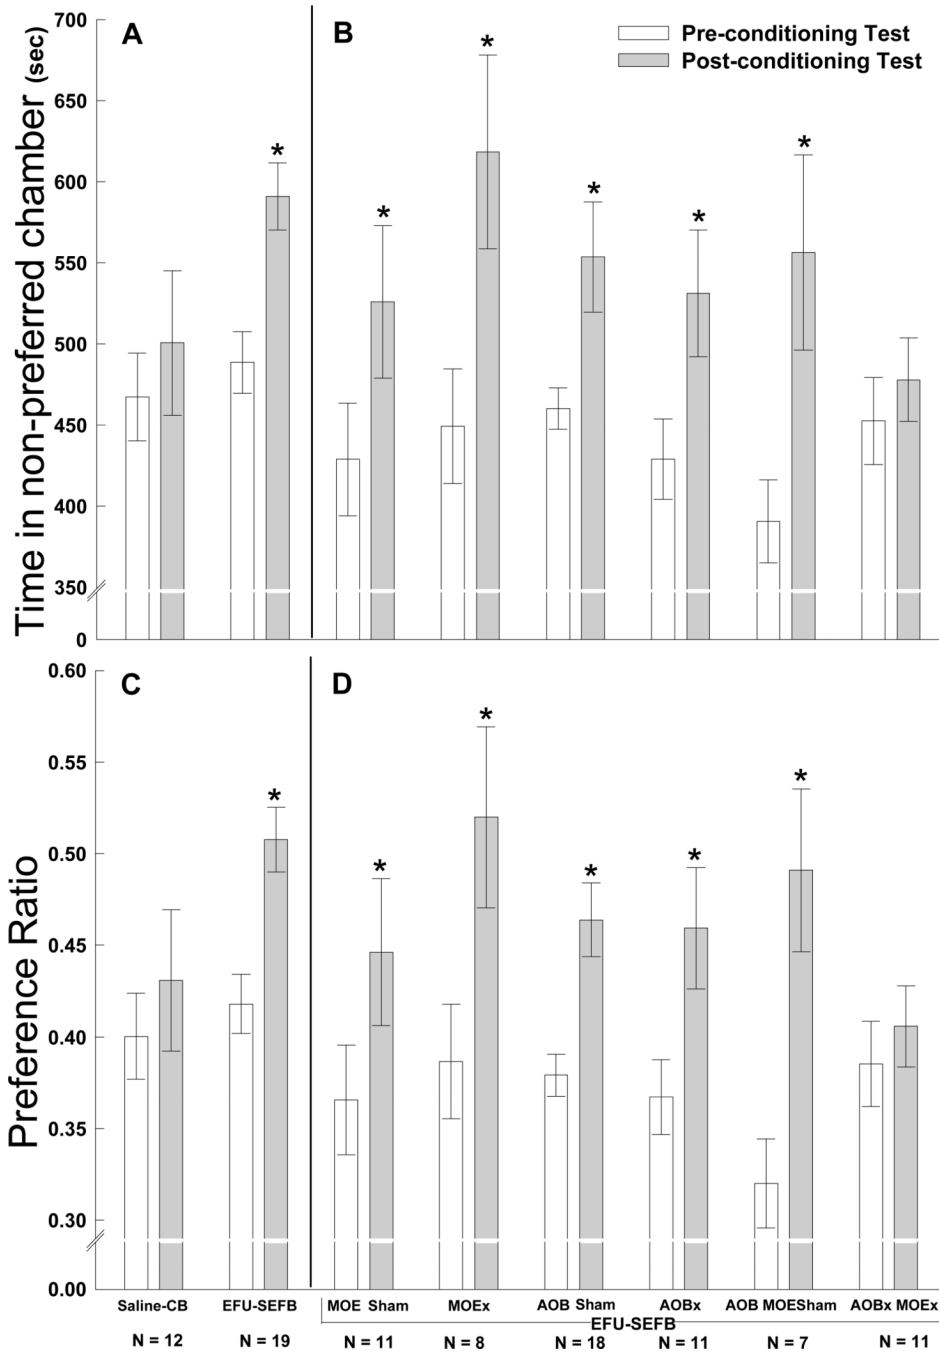 A
B
Pre-conditioning Test
Post-conditioning Test
Time in non-preferred chamber (sec)
700
650
600
550
500
450
400
350
0
*
*
*
*
*
*
C
D
Preference Ratio
0.60
0.55
0.50
0.45
0.40
0.35
0.30
0.00
*
*
*
*
*
*
Saline-CB EFU-SEFB MOE Sham MOEx AOB Sham AOBx AOB MOESham AOBx MOEx
EFU-SEFB
N = 12 N = 19 N = 11 N = 8 N = 18 N = 11 N = 7 N = 11